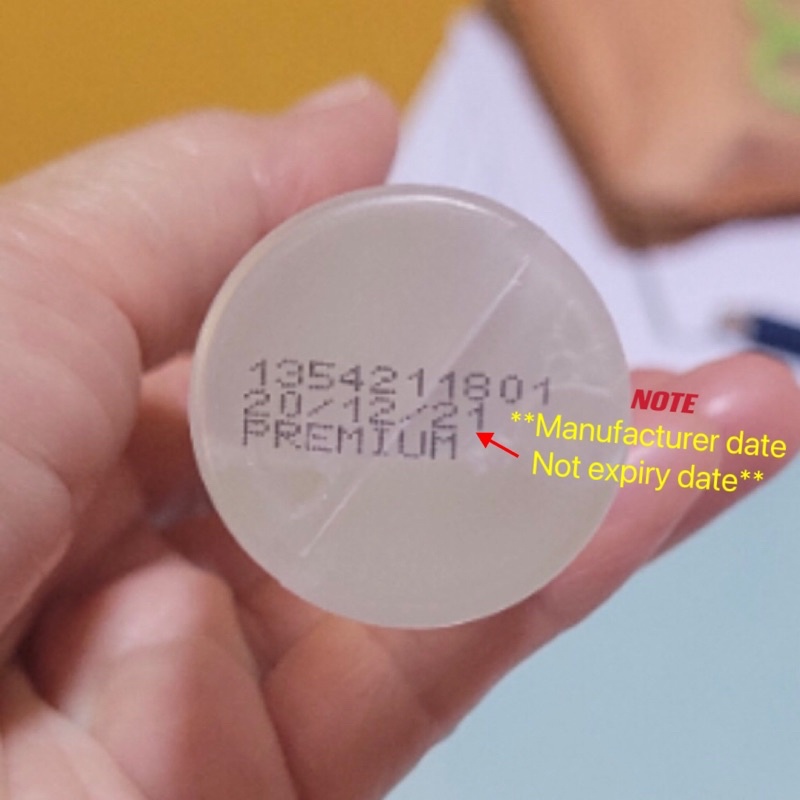 1354211801
20/12/21
PREMIUM
NOTE
**Manufacturer date
Not expiry date**